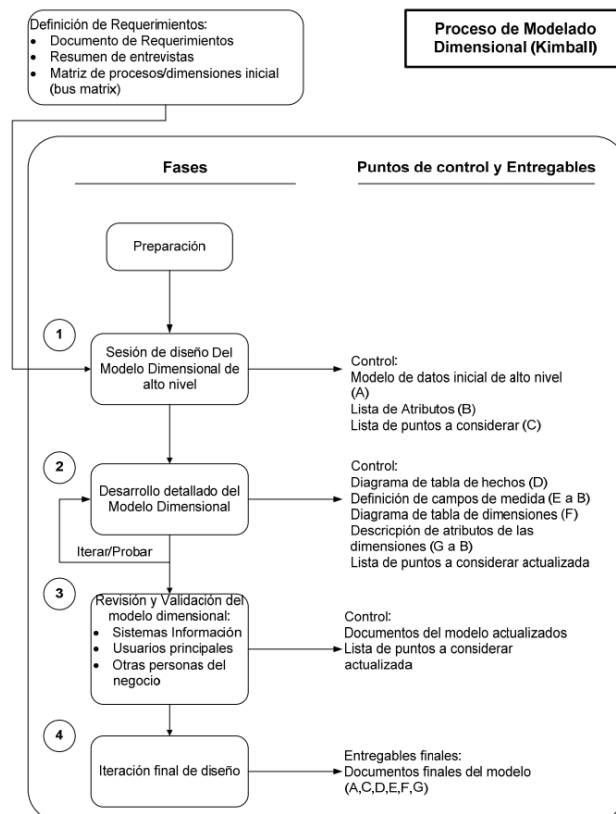 Definición de Requerimientos:
• Documento de Requerimientos
• Resumen de entrevistas
• Matriz de procesos/dimensiones inicial
(bus matrix)
Proceso de Modelado
Dimensional (Kimball)
Fases
Puntos de control y Entregables
Preparación
1
Sesión de diseño Del
Modelo Dimensional de
alto nivel
Control:
Modelo de datos inicial de alto nivel
(A)
Lista de Atributos (B)
Lista de puntos a considerar (C)
2
Desarrollo detallado del
Modelo Dimensional
Control:
Diagrama de tabla de hechos (D)
Definición de campos de medida (E a B)
Diagrama de tabla de dimensiones (F)
Descricpción de atributos de las
dimensiones (G a B)
Lista de puntos a considerar actualizada
Iterar/Probar
3
Revisión y Validación del
modelo dimensional:
• Sistemas Información
• Usuarios principales
• Otras personas del
negocio
Control:
Documentos del modelo actualizados
Lista de puntos a considerar
actualizada
4
Iteración final de diseño
Entregables finales:
Documentos finales del modelo
(A,C,D,E,F,G)